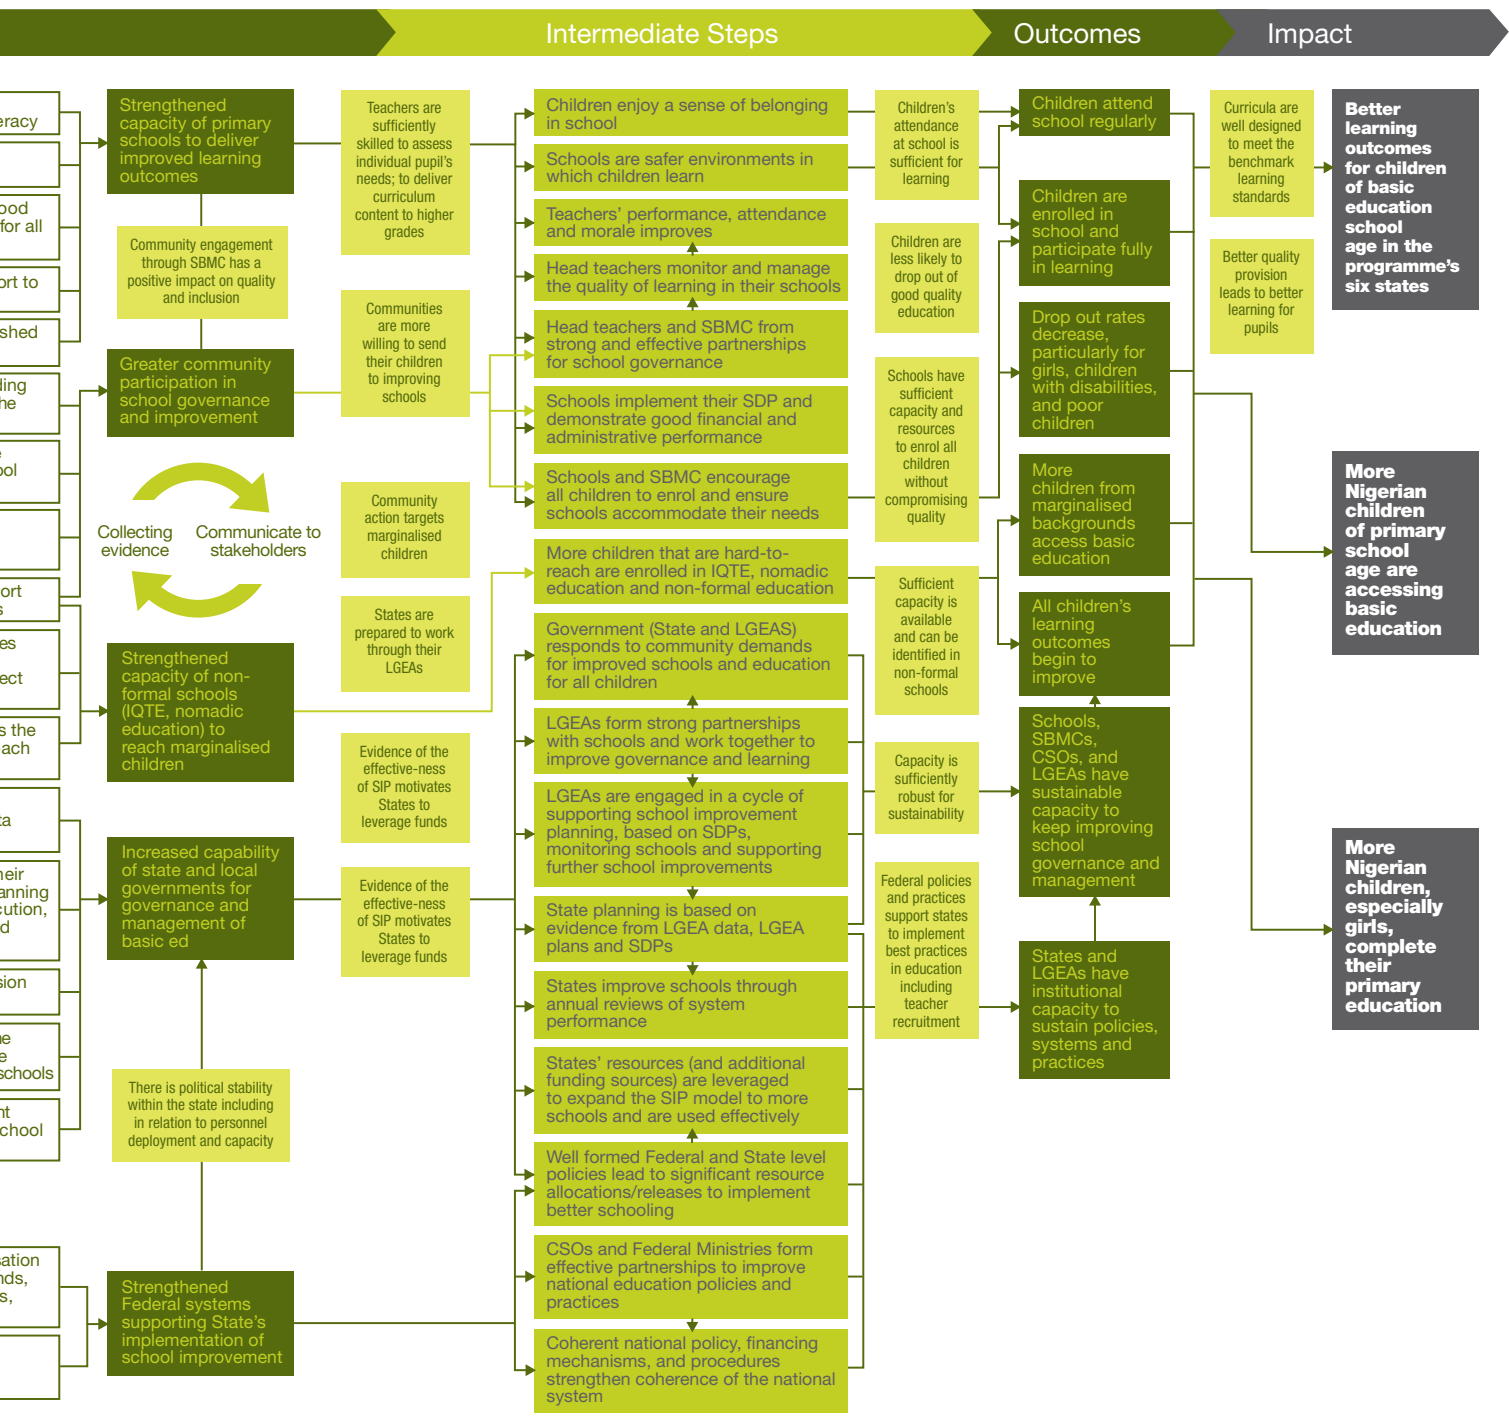 Intermediate Steps
Outcomes
Impact
eracy
ood
for all
ort to
shed
ding
he
e
ool
ort
s
es
ect
s the
each
ta
heir
anning
cution,
d
sion
he
e
schools
nt
chool
sation
nds,
s,
Strengthened
capacity of primary
schools to deliver
improved learning
outcomes
Community engagement
through SBMC has a
positive impact on quality
and inclusion
Greater community
participation in
school governance
and improvement
Collecting
evidence
Communicate to
stakeholders
Strengthened
capacity of non-
formal schools
(IQTE, nomadic
education) to
reach marginalised
children
Increased capability
of state and local
governments for
governance and
management of
basic ed
There is political stability
within the state including
in relation to personnel
deployment and capacity
Strengthened
Federal systems
supporting State's
implementation of
school improvement
Teachers are
sufficiently
skilled to assess
individual pupil's
needs; to deliver
curriculum
content to higher
grades
Communities
are more
willing to send
their children
to improving
schools
Community
action targets
marginalised
children
States are
prepared to work
through their
LGEAs
Evidence of the
effective-ness
of SIP motivates
States to
leverage funds
Evidence of the
effective-ness
of SIP motivates
States to
leverage funds
Children enjoy a sense of belonging
in school
Schools are safer environments in
which children learn
Teachers' performance, attendance
and morale improves
Head teachers monitor and manage
the quality of learning in their schools
Head teachers and SBMC from
strong and effective partnerships
for school governance
Schools implement their SDP and
demonstrate good financial and
administrative performance
Schools and SBMC encourage
all children to enrol and ensure
schools accommodate their needs
More children that are hard-to-
reach are enrolled in IQTE, nomadic
education and non-formal education
Government (State and LGEAS)
responds to community demands
for improved schools and education
for all children
LGEAs form strong partnerships
with schools and work together to
improve governance and learning
LGEAs are engaged in a cycle of
supporting school improvement
planning, based on SDPs,
monitoring schools and supporting
further school improvements
State planning is based on
evidence from LGEA data, LGEA
plans and SDPs
States improve schools through
annual reviews of system
performance
States' resources (and additional
funding sources) are leveraged
to expand the SIP model to more
schools and are used effectively
Well formed Federal and State level
policies lead to significant resource
allocations/releases to implement
better schooling
CSOs and Federal Ministries form
effective partnerships to improve
national education policies and
practices
Coherent national policy, financing
mechanisms, and procedures
strengthen coherence of the national
system
Children's
attendance
at school is
sufficient for
learning
Children are
less likely to
drop out of
good quality
education
Schools have
sufficient
capacity and
resources
to enrol all
children
without
compromising
quality
Sufficient
capacity is
available
and can be
identified in
non-formal
schools
Capacity is
sufficiently
robust for
sustainability
Federal policies
and practices
support states
to implement
best practices
in education
including
teacher
recruitment
Children attend
school regularly
Children are
enrolled in
school and
participate fully
in learning
Drop out rates
decrease,
particularly for
girls, children
with disabilities,
and poor
children
More
children from
marginalised
backgrounds
access basic
education
All children's
learning
outcomes
begin to
improve
Schools,
SBMCs,
CSOs, and
LGEAs have
sustainable
capacity to
keep improving
school
governance and
management
States and
LGEAs have
institutional
capacity to
sustain policies,
systems and
practices
Curricula are
well designed
to meet the
benchmark
learning
standards
Better quality
provision
leads to better
learning for
pupils
Better
learning
outcomes
for children
of basic
education
school
age in the
programme's
six states
More
Nigerian
children
of primary
school
age are
accessing
basic
education
More
Nigerian
children,
especially
girls,
complete
their
primary
education